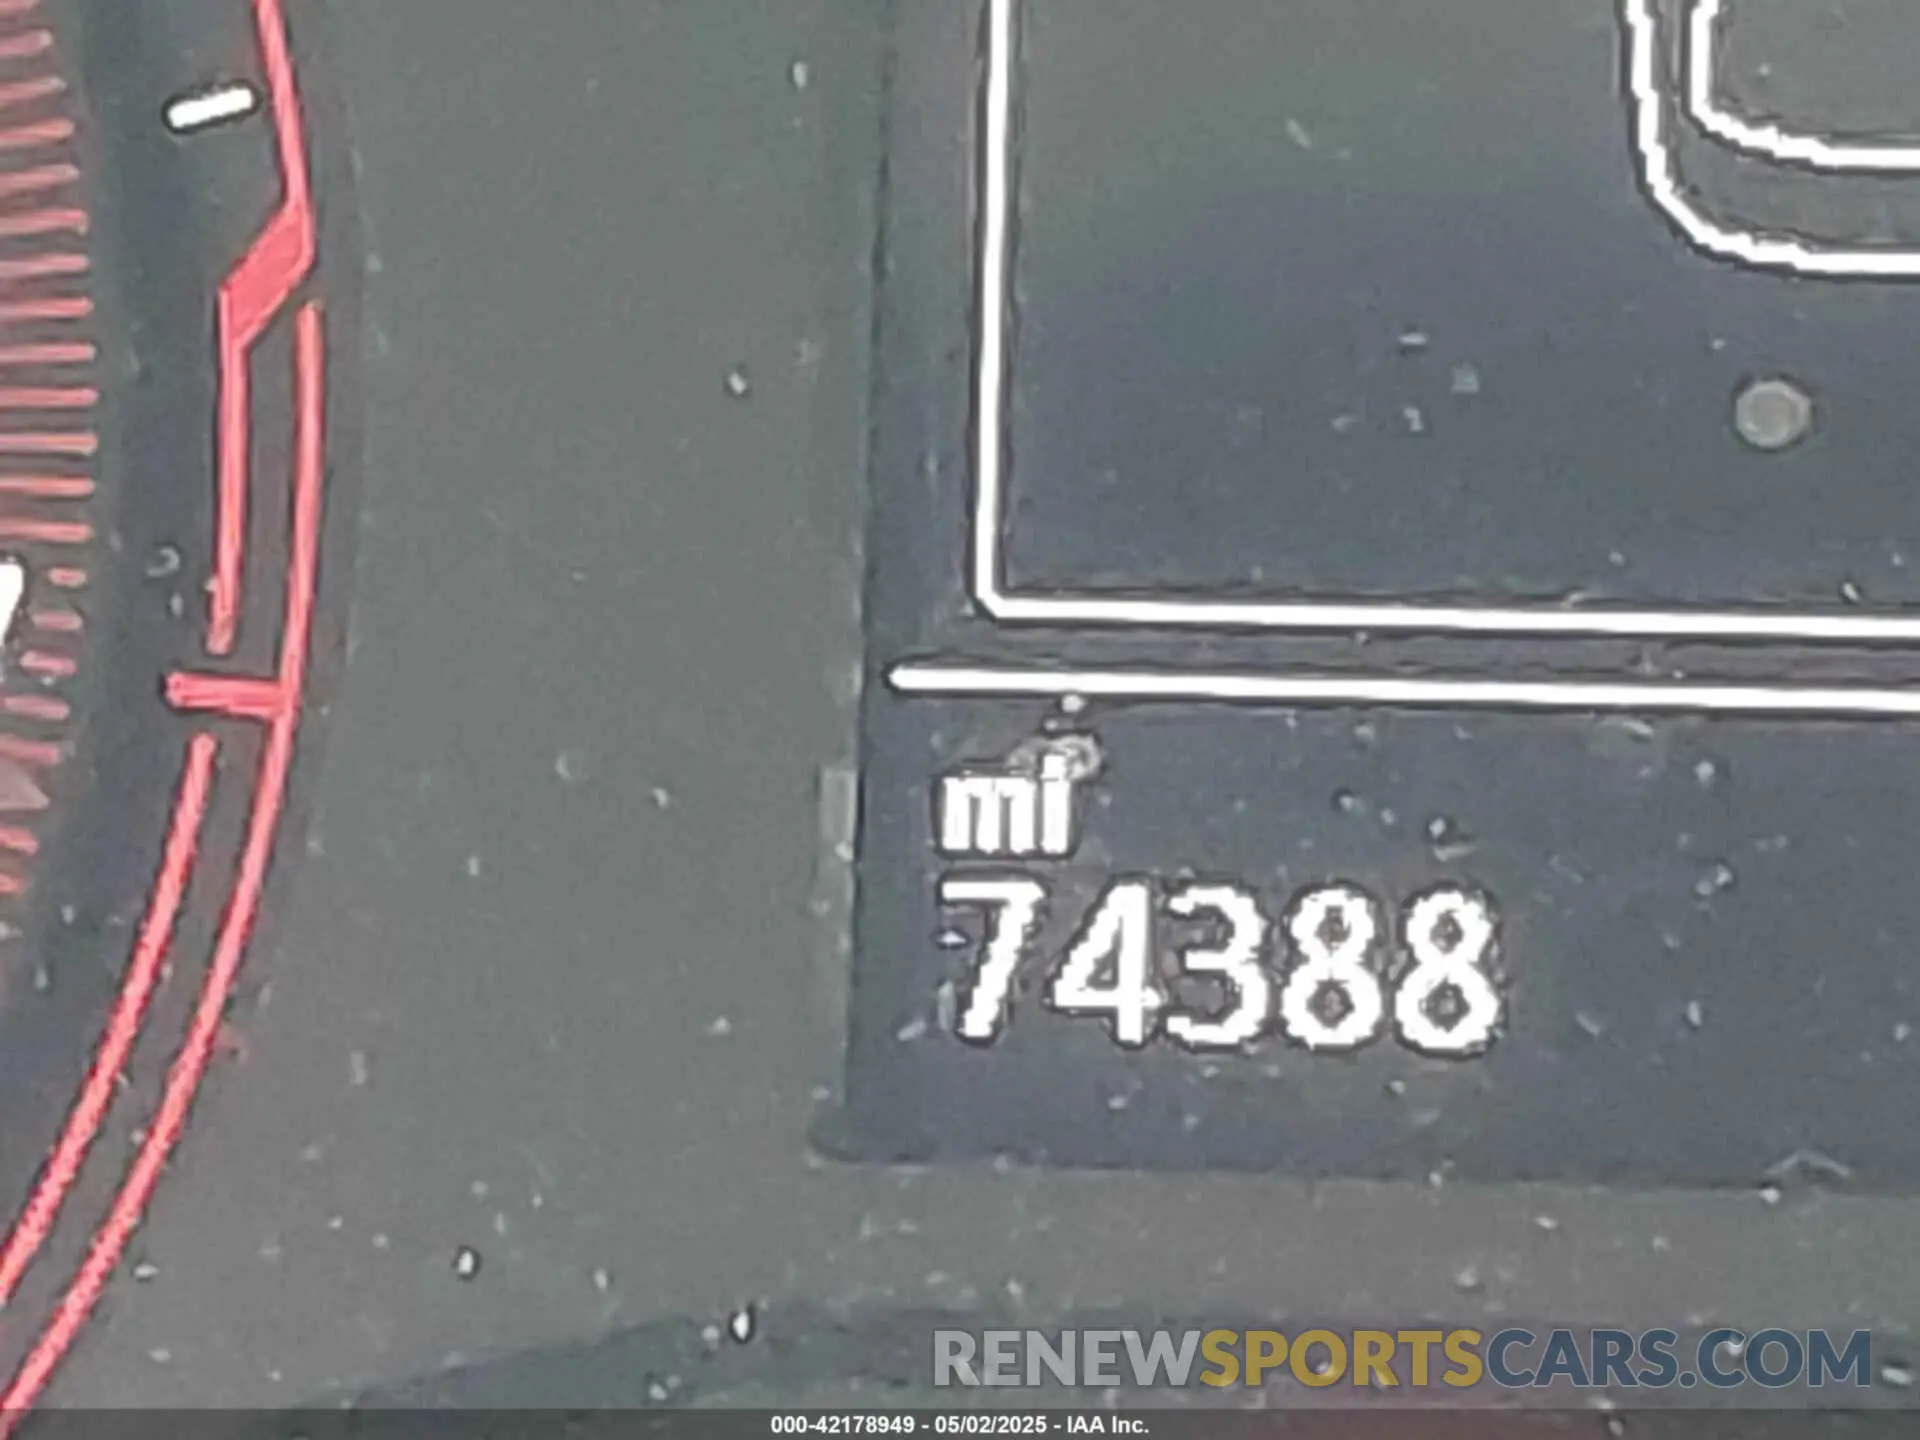 mi
74388
RENEWSPORTSCARS.COM
000-42178949 - 05/02/2025 - IAA Inc.